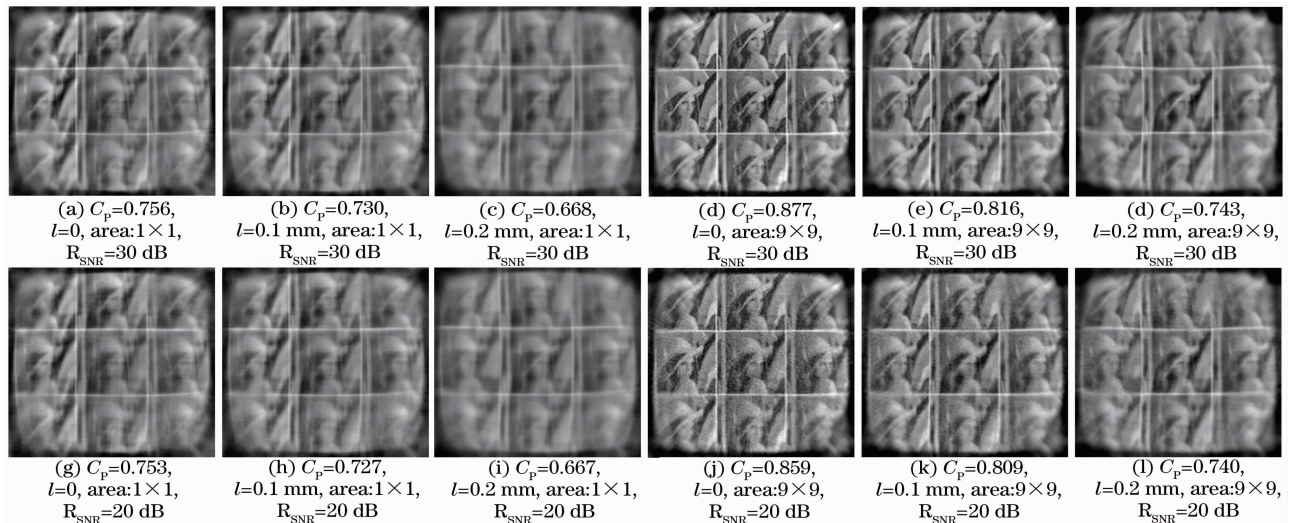 (a) C_P=0.756,
l=0, area:1×1,
R_SNR=30 dB
(b) C_P=0.730,
l=0.1 mm, area:1×1,
R_SNR=30 dB
(c) C_P=0.668,
l=0.2 mm, area:1×1,
R_SNR=30 dB
(d) C_P=0.877,
l=0, area:9×9,
R_SNR=30 dB
(e) C_P=0.816,
l=0.1 mm, area:9×9,
R_SNR=30 dB
(d) C_P=0.743,
l=0.2 mm, area:9×9,
R_SNR=30 dB
(g) C_P=0.753,
l=0, area:1×1,
R_SNR=20 dB
(h) C_P=0.727,
l=0.1 mm, area:1×1,
R_SNR=20 dB
(i) C_P=0.667,
l=0.2 mm, area:1×1,
R_SNR=20 dB
(j) C_P=0.859,
l=0, area:9×9,
R_SNR=20 dB
(k) C_P=0.809,
l=0.1 mm, area:9×9,
R_SNR=20 dB
(l) C_P=0.740,
l=0.2 mm, area:9×9,
R_SNR=20 dB